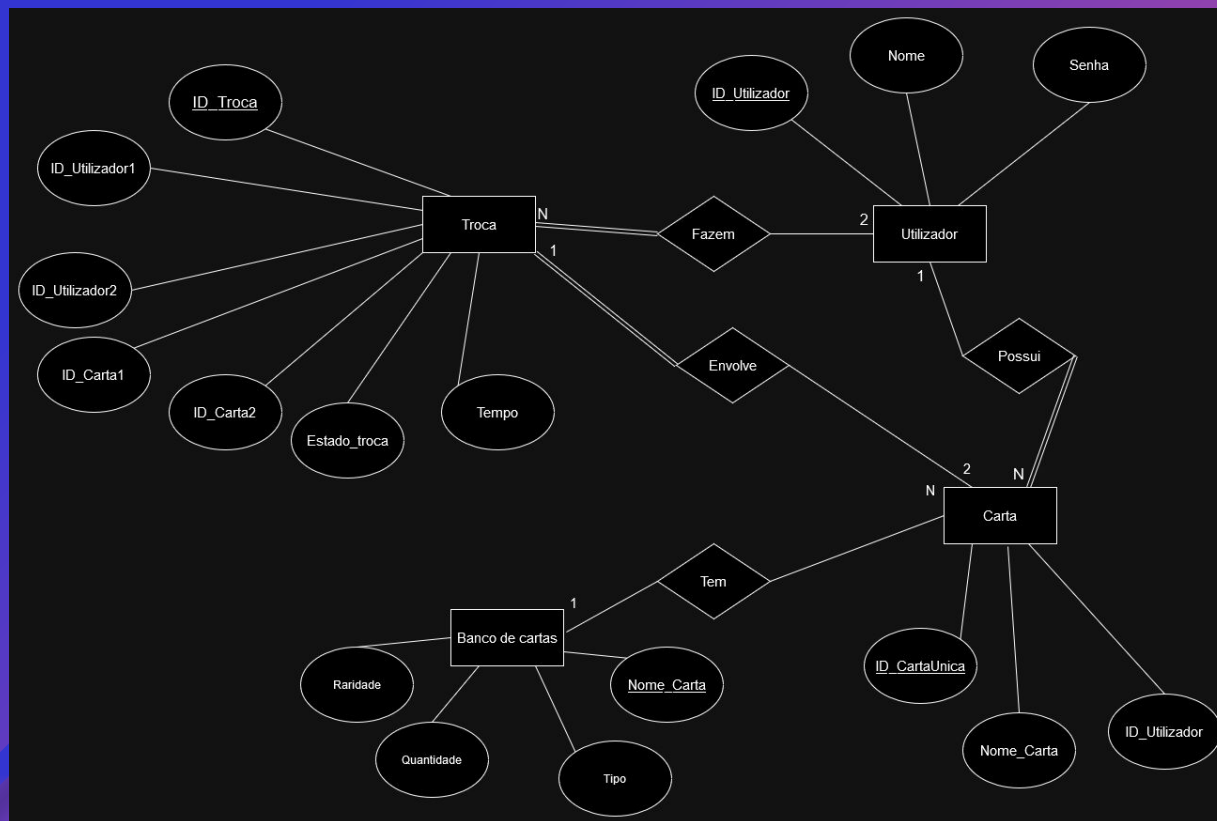 Nome
Senha
ID_Utilizador
ID_Troca
ID_Utilizador1
Troca
N
Fazem
2
Utilizador
1
1
ID_Utilizador2
Envolve
Possui
ID_Carta1
ID_Carta2
Estado_troca
Tempo
2
N
N
Carta
Tem
1
Banco de cartas
Raridade
Nome_Carta
ID_CartaUnica
Quantidade
Tipo
Nome_Carta
ID_Utilizador